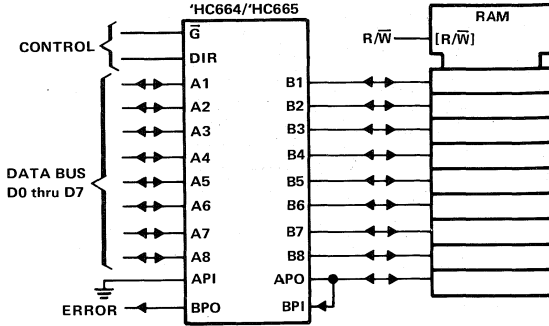 'HC664/'HC665
RAM
CONTROL
G̅
R/W̅
[R/W̅]
DIR
A1
B1
A2
B2
A3
B3
A4
B4
DATA BUS
D0 thru D7
A5
B5
A6
B6
A7
B7
A8
B8
API
APO
ERROR
BPO
BPI